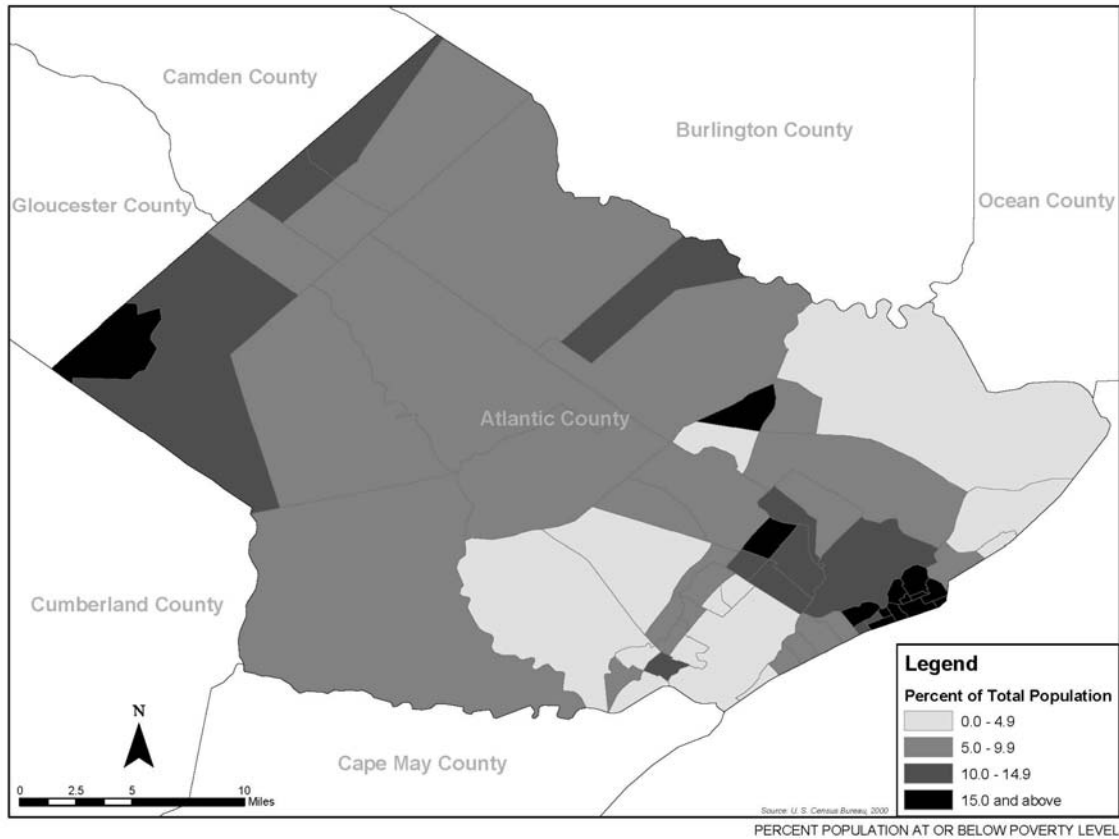 Camden County
Burlington County
Gloucester County
Ocean County
Atlantic County
Cumberland County
Cape May County
N
0 2.5 5 10
Miles
Legend
Percent of Total Population
0.0 - 4.9
5.0 - 9.9
10.0 - 14.9
15.0 and above
Source: U. S. Census Bureau, 2000
PERCENT POPULATION AT OR BELOW POVERTY LEVEL